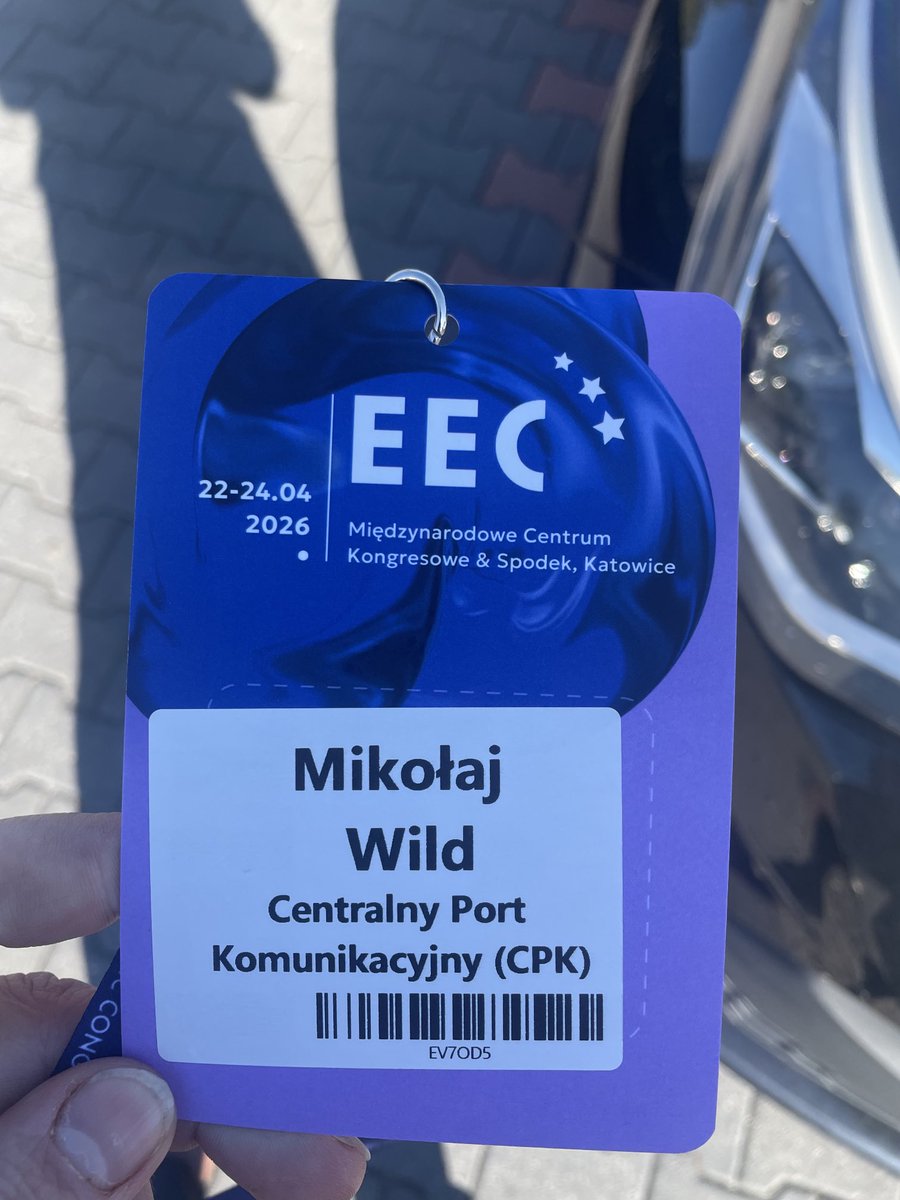 EEC
22-24.04
2026
Międzynarodowe Centrum
Kongresowe & Spodek, Katowice
Mikołaj
Wild
Centralny Port
Komunikacyjny (CPK)
EV7OD5